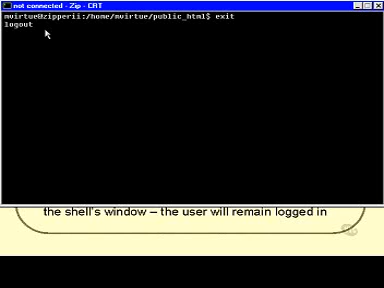 not connected - Zip - CRT
mvirtue@zipperii:/home/mvirtue/public_html$ exit
logout
the shell's window – the user will remain logged in